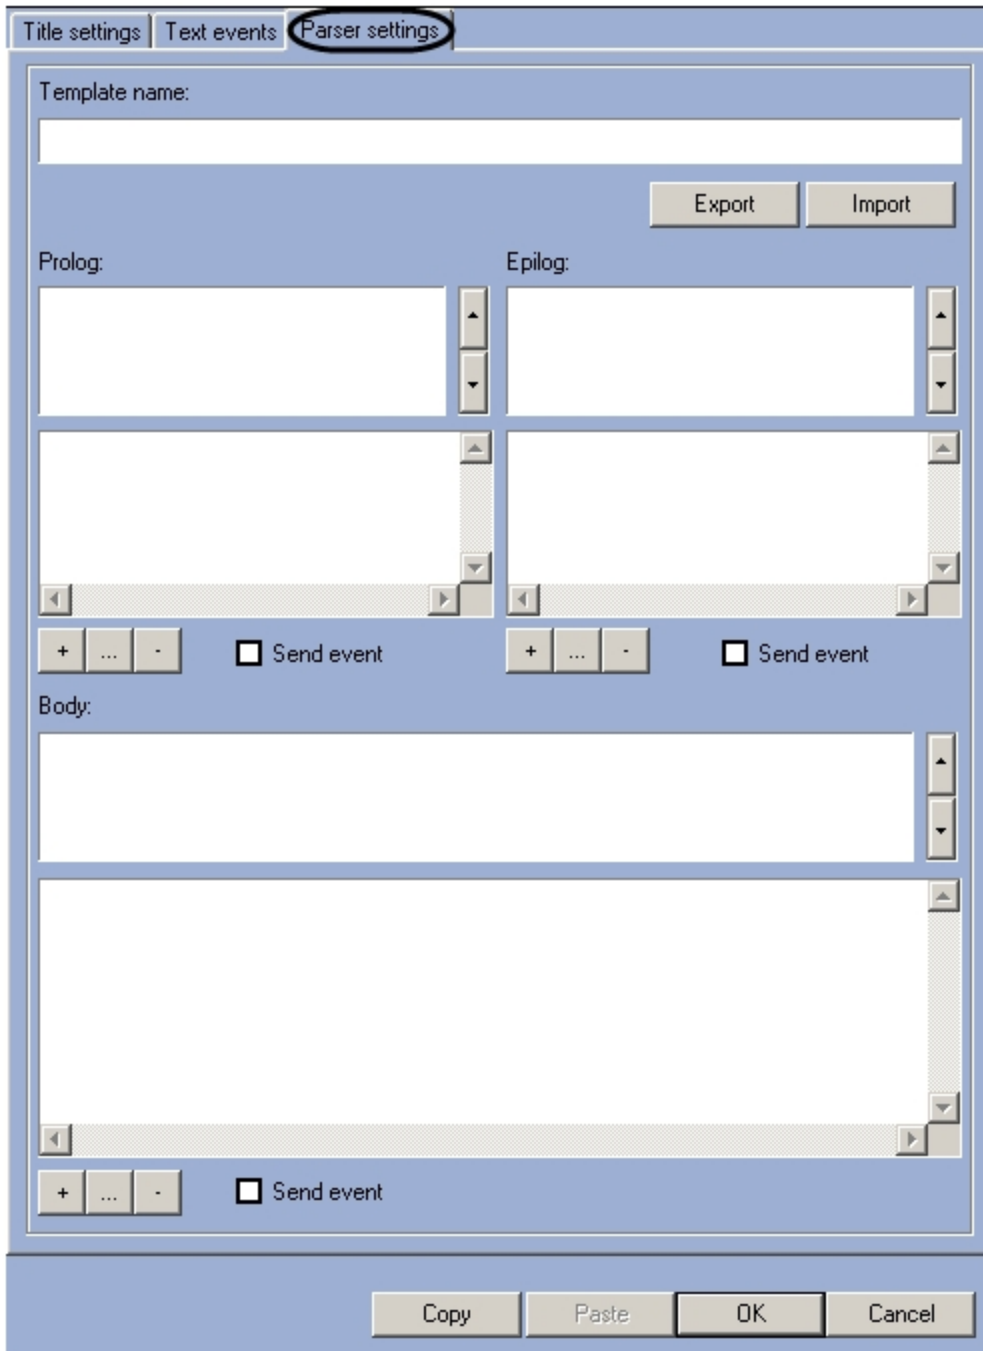 Title settings Text events Parser settings
Template name:
Export Import
Prolog: Epilog:
+ ... - Send event + ... - Send event
Body:
+ ... - Send event
Copy Paste OK Cancel